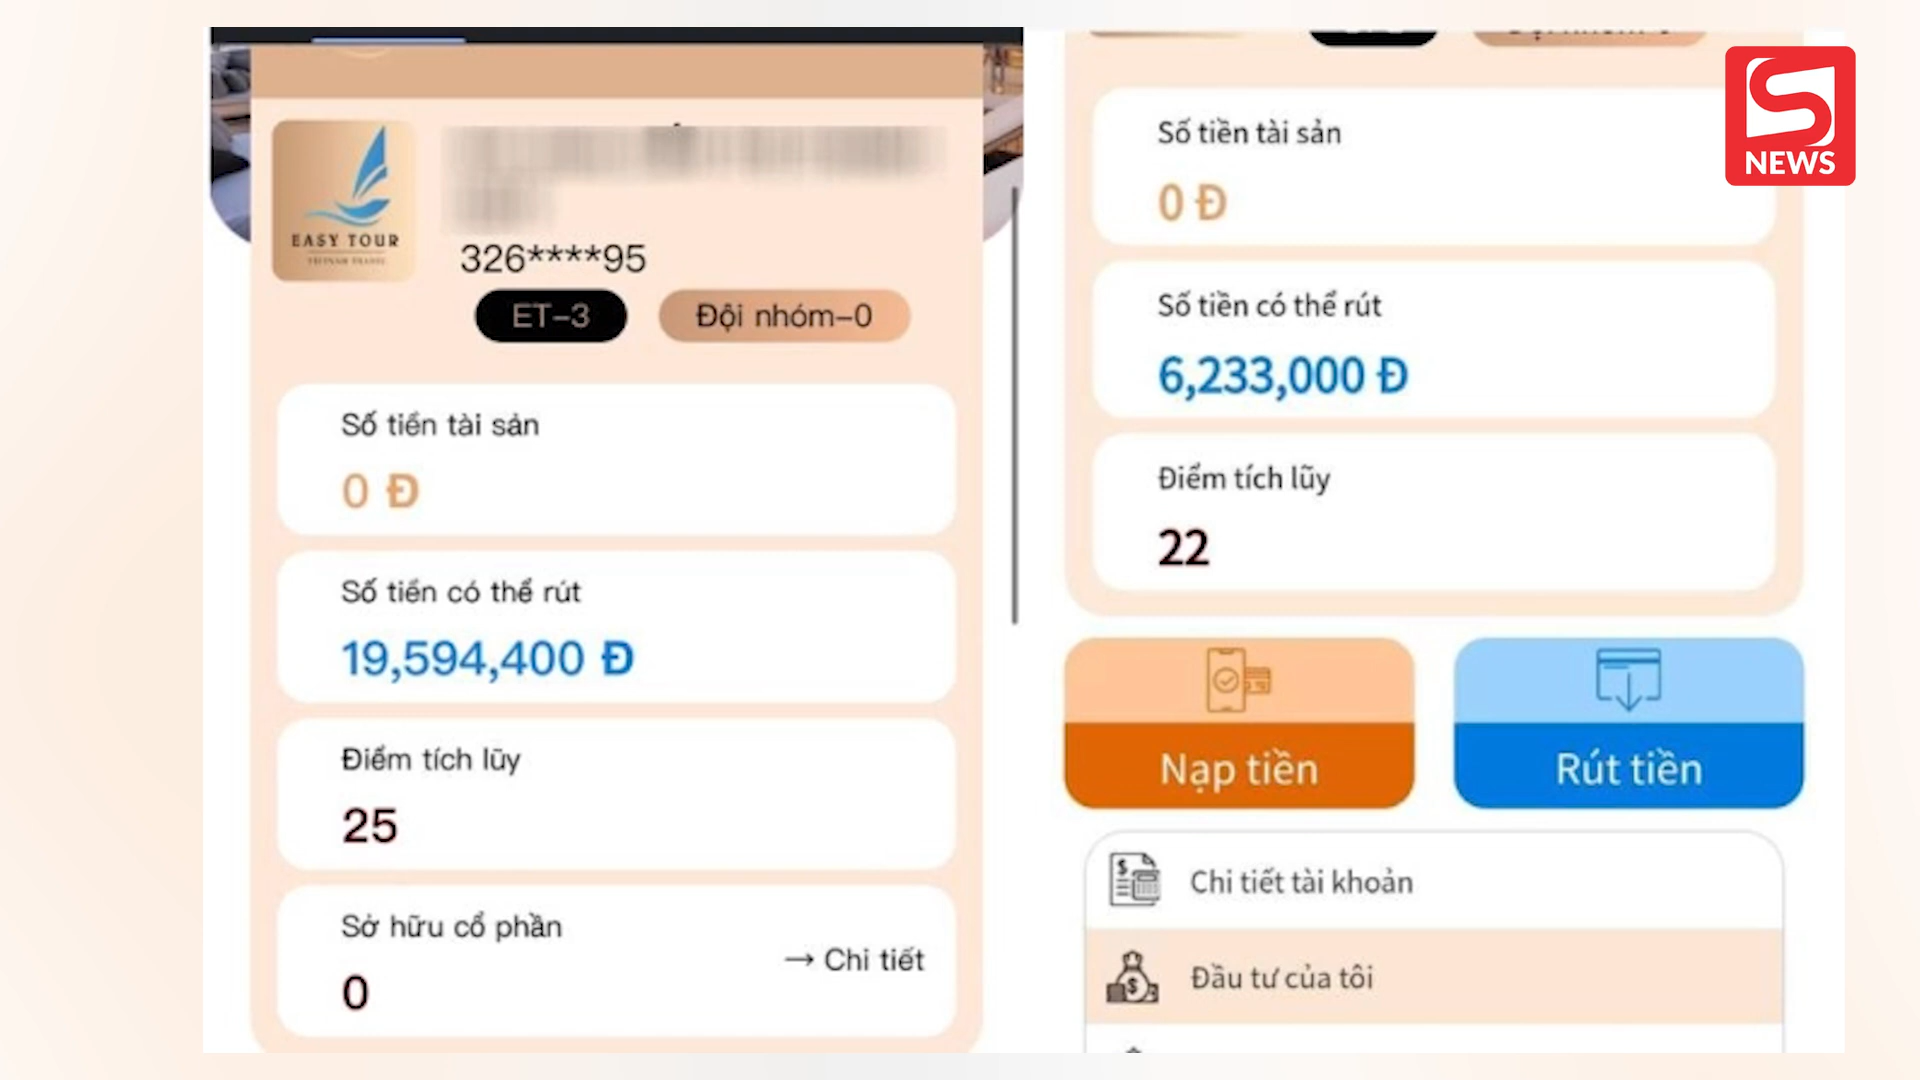 EASY TOUR
326****95
ET-3
Đội nhóm-0
Số tiền tài sản
0 Đ
Số tiền có thể rút
19,594,400 Đ
Điểm tích lũy
25
Sở hữu cổ phần
0
→ Chi tiết
Số tiền tài sản
0 Đ
Số tiền có thể rút
6,233,000 Đ
Điểm tích lũy
22
Nạp tiền
Rút tiền
Chi tiết tài khoản
Đầu tư của tôi
S
NEWS